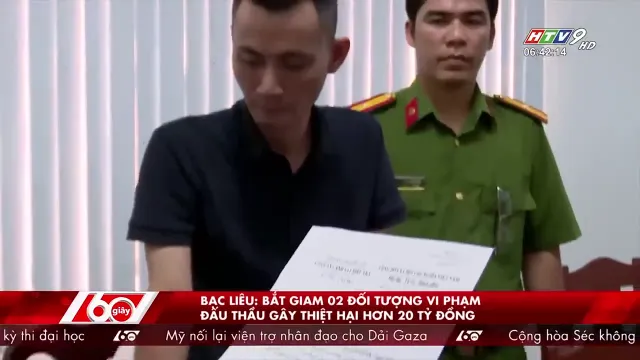 HTV9 HD
06:42:14
BẠC LIÊU: BẮT GIAM 02 ĐỐI TƯỢNG VI PHẠM
ĐẤU THẦU GÂY THIỆT HẠI HƠN 20 TỶ ĐỒNG
60 giây
kỳ thi đại học
Mỹ nối lại viện trợ nhân đạo cho Dải Gaza
Cộng hòa Séc không